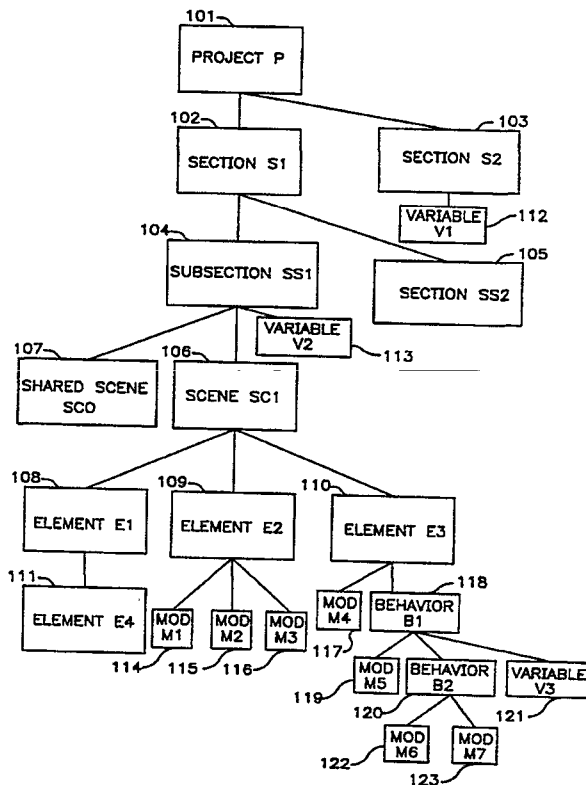 101
PROJECT P
102
SECTION S1
103
SECTION S2
VARIABLE
V1
112
104
SUBSECTION SS1
105
SECTION SS2
VARIABLE
V2
113
107
SHARED SCENE
SC0
106
SCENE SC1
108
ELEMENT E1
109
ELEMENT E2
110
ELEMENT E3
111
ELEMENT E4
MOD
M1
114
MOD
M2
115
MOD
M3
116
MOD
M4
117
118
BEHAVIOR
B1
MOD
M5
119
BEHAVIOR
B2
120
VARIABLE
V3
121
MOD
M6
122
MOD
M7
123